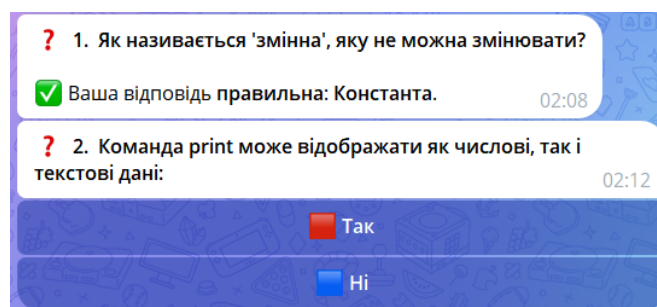 ❓ 1. Як називається 'змінна', яку не можна змінювати?
✅ Ваша відповідь правильна: Константа.
02:08
❓ 2. Команда print може відображати як числові, так і
текстові дані:
02:12
🟥 Так
🟦 Ні